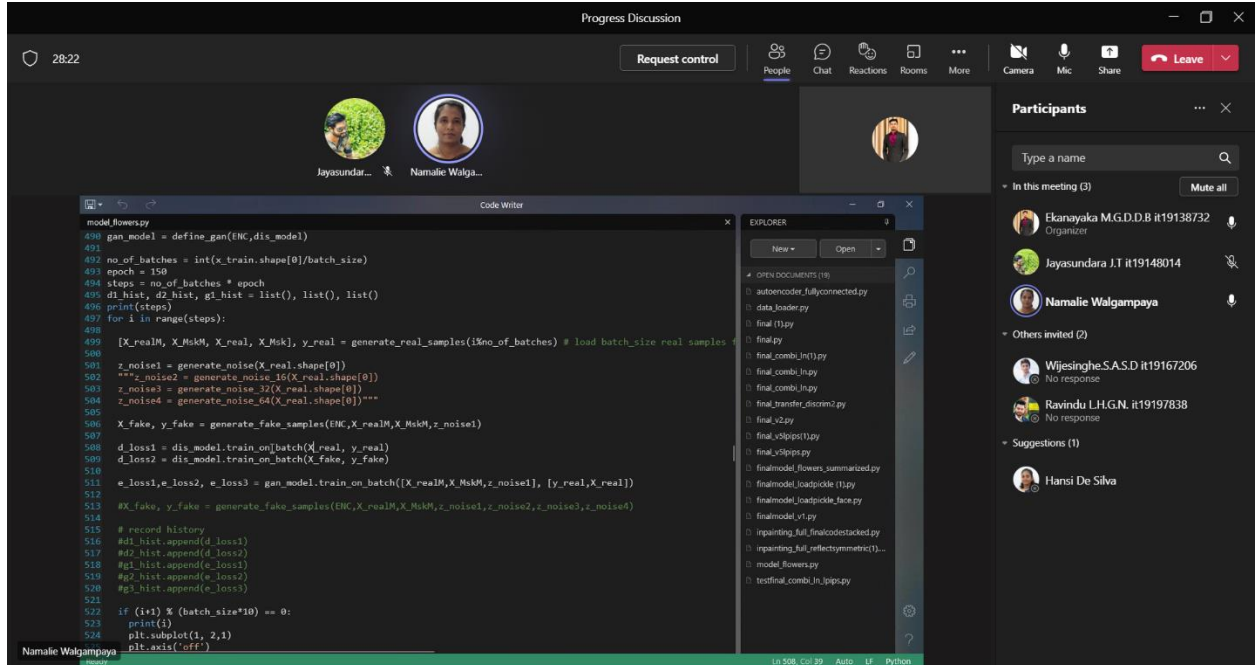 Progress Discussion
28:22
Request control
People
Chat
Reactions
Rooms
More
Camera
Mic
Share
Leave
Jayasundar...
Namalie Walga...
Participants
Type a name
In this meeting (3)
Mute all
Ekanayaka M.G.D.D.B it19138732
Organizer
Jayasundara J.T it19148014
Namalie Walgampaya
Others invited (2)
Wijesinghe.S.A.S.D it19167206
No response
Ravindu L.H.G.N. it19197838
No response
Suggestions (1)
Hansi De Silva
Code Writer
model_flowers.py
490 gan_model = define_gan(ENC,dis_model)
491
492 no_of_batches = int(x_train.shape[0]/batch_size)
493 epoch = 150
494 steps = no_of_batches * epoch
495 d1_hist, d2_hist, g1_hist = list(), list(), list()
496 print(steps)
497 for i in range(steps):
498
499 [X_realM, X_MskM, X_real, X_Msk], y_real = generate_real_samples(i%no_of_batches) # load batch_size real samples f
500
501 z_noise1 = generate_noise(X_real.shape[0])
502 """z_noise2 = generate_noise_16(X_real.shape[0])
503 z_noise3 = generate_noise_32(X_real.shape[0])
504 z_noise4 = generate_noise_64(X_real.shape[0])"""
505
506 X_fake, y_fake = generate_fake_samples(ENC,X_realM,X_MskM,z_noise1)
507
508 d_loss1 = dis_model.train_on_batch(X_real, y_real)
509 d_loss2 = dis_model.train_on_batch(X_fake, y_fake)
510
511 e_loss1,e_loss2, e_loss3 = gan_model.train_on_batch([X_realM,X_MskM,z_noise1], [y_real,X_real])
512
513 #X_fake, y_fake = generate_fake_samples(ENC,X_realM,X_MskM,z_noise1,z_noise2,z_noise3,z_noise4)
514
515 # record history
516 #d1_hist.append(d_loss1)
517 #d2_hist.append(d_loss2)
518 #g1_hist.append(e_loss1)
519 #g2_hist.append(e_loss2)
520 #g3_hist.append(e_loss3)
521
522 if (i+1) % (batch_size*10) == 0:
523 print(i)
524 plt.subplot(1, 2,1)
plt.axis('off')
EXPLORER
New
Open
OPEN DOCUMENTS (19)
autoencoder_fullyconnected.py
data_loader.py
final (1).py
final.py
final_combi_ln(1).py
final_combi_ln.py
final_combi_ln.py
final_transfer_discrim2.py
final_v2.py
final_v5lpips(1).py
final_v5lpips.py
finalmodel_flowers_summarized.py
finalmodel_loadpickle (1).py
finalmodel_loadpickle_face.py
finalmodel_v1.py
inpainting_full_finalcodestacked.py
inpainting_full_reflectsymmetric(1)....
model_flowers.py
testfinal_combi_ln_lpips.py
Namalie Walgampaya
Ready
Ln 508, Col 39 Auto LF Python